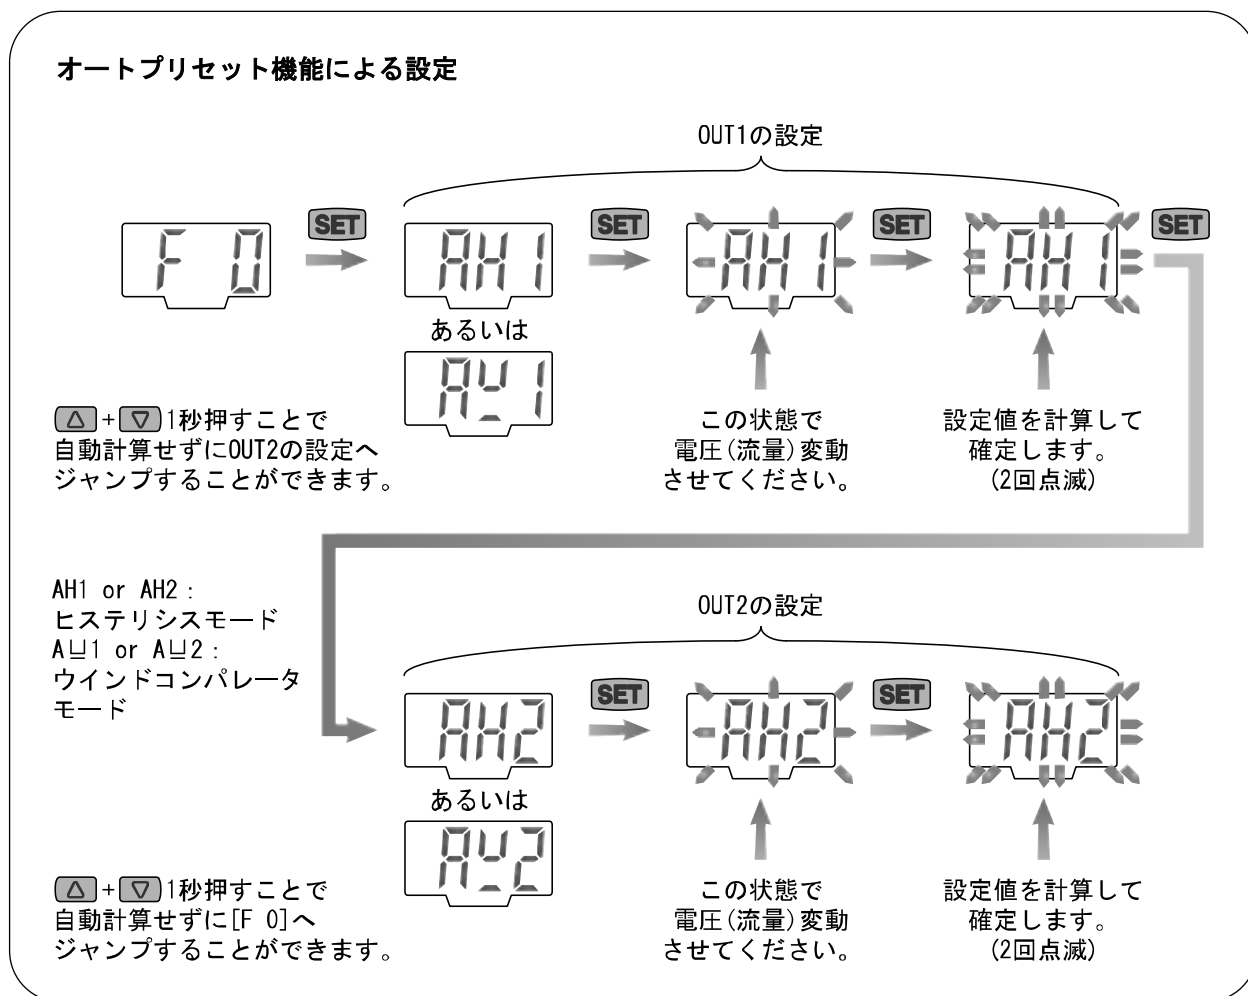 オートプリセット機能による設定
OUT1の設定
SET
SET
SET
SET
F 0
AH1
AH1
AH1
あるいは
A⊔1
△+▽1秒押すことで
自動計算せずにOUT2の設定へ
ジャンプすることができます。
この状態で
電圧(流量)変動
させてください。
設定値を計算して
確定します。
(2回点滅)
AH1 or AH2：
ヒステリシスモード
A⊔1 or A⊔2：
ウインドコンパレータ
モード
OUT2の設定
SET
SET
AH2
AH2
AH2
あるいは
A⊔2
△+▽1秒押すことで
自動計算せずに[F 0]へ
ジャンプすることができます。
この状態で
電圧(流量)変動
させてください。
設定値を計算して
確定します。
(2回点滅)